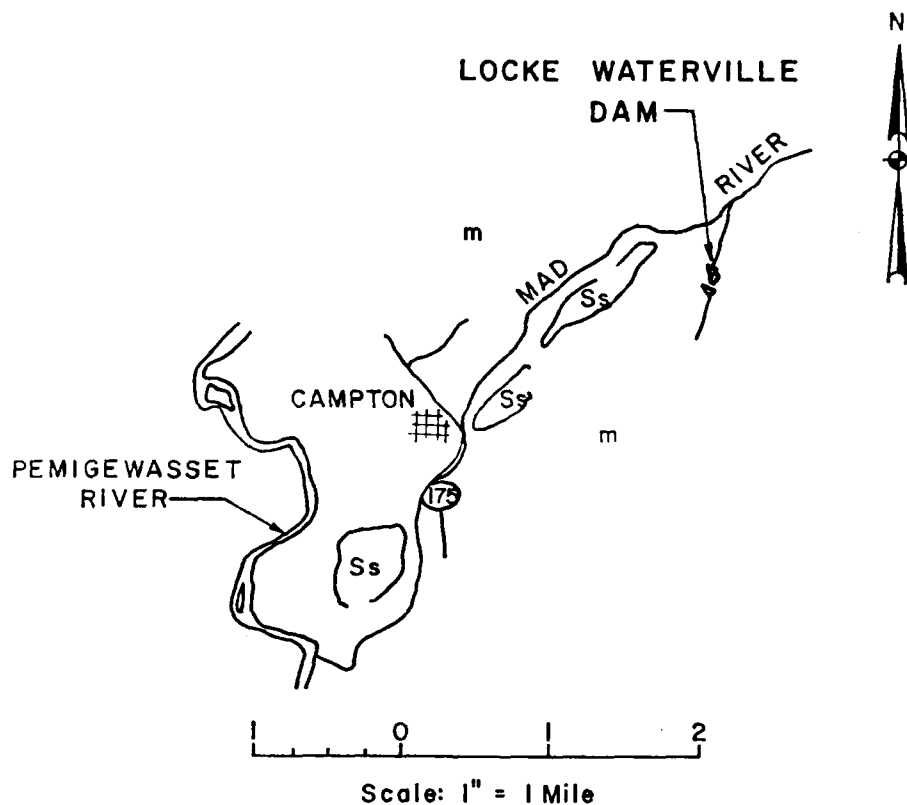 N
LOCKE WATERVILLE
DAM
RIVER
m
MAD
Ss
CAMPTON
Ss
m
PEMIGEWASSET
RIVER
175
Ss
1 0 1 2
Scale: 1" = 1 Mile